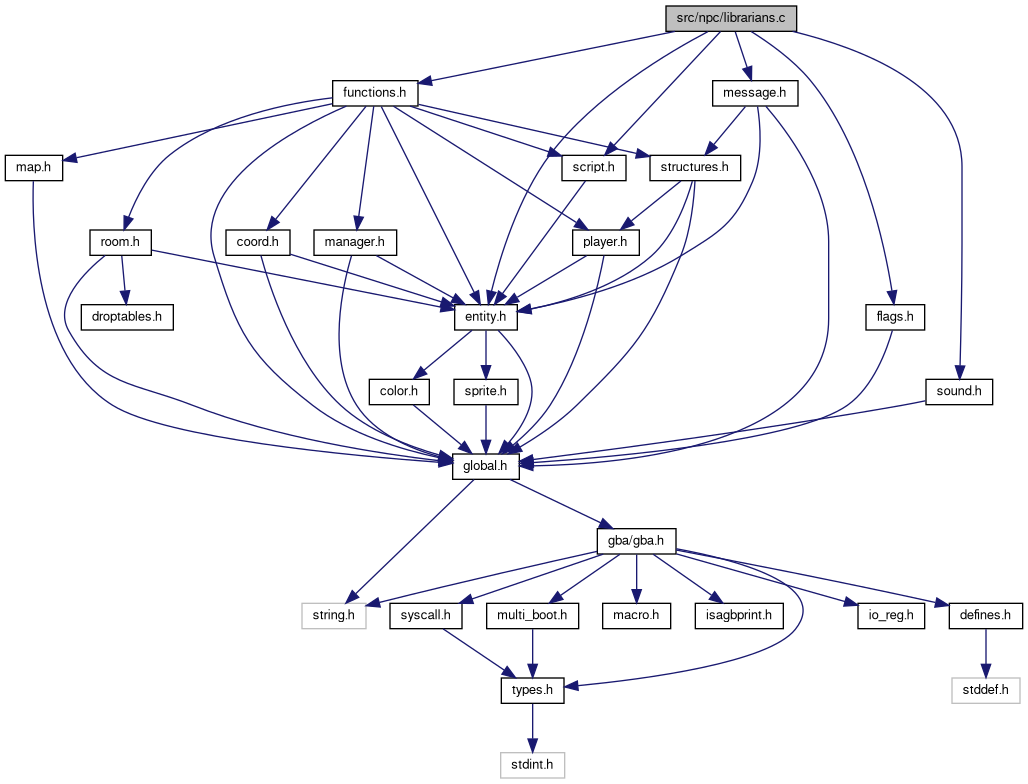 src/npc/librarians.c
functions.h
message.h
map.h
script.h
structures.h
room.h
coord.h
manager.h
player.h
droptables.h
entity.h
flags.h
color.h
sprite.h
sound.h
global.h
gba/gba.h
string.h
syscall.h
multi_boot.h
macro.h
isagbprint.h
io_reg.h
defines.h
types.h
stddef.h
stdint.h